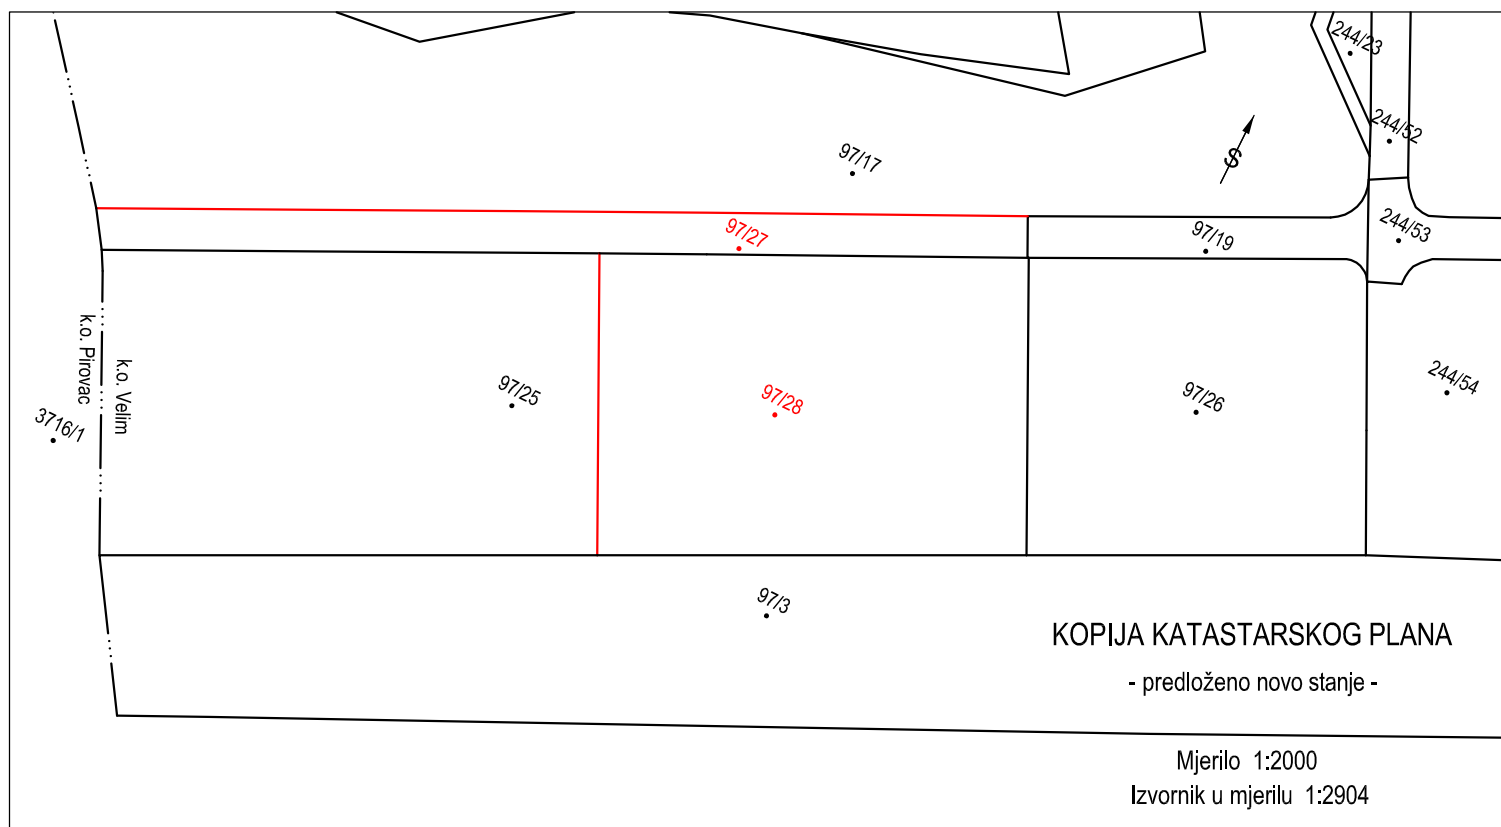 244/23
244/52
97/17
S
97/27
97/19
244/53
k.o. Pirovac
k.o. Velim
3716/1
97/25
97/28
97/26
244/54
97/3
KOPIJA KATASTARSKOG PLANA
- predloženo novo stanje -
Mjerilo 1:2000
Izvornik u mjerilu 1:2904